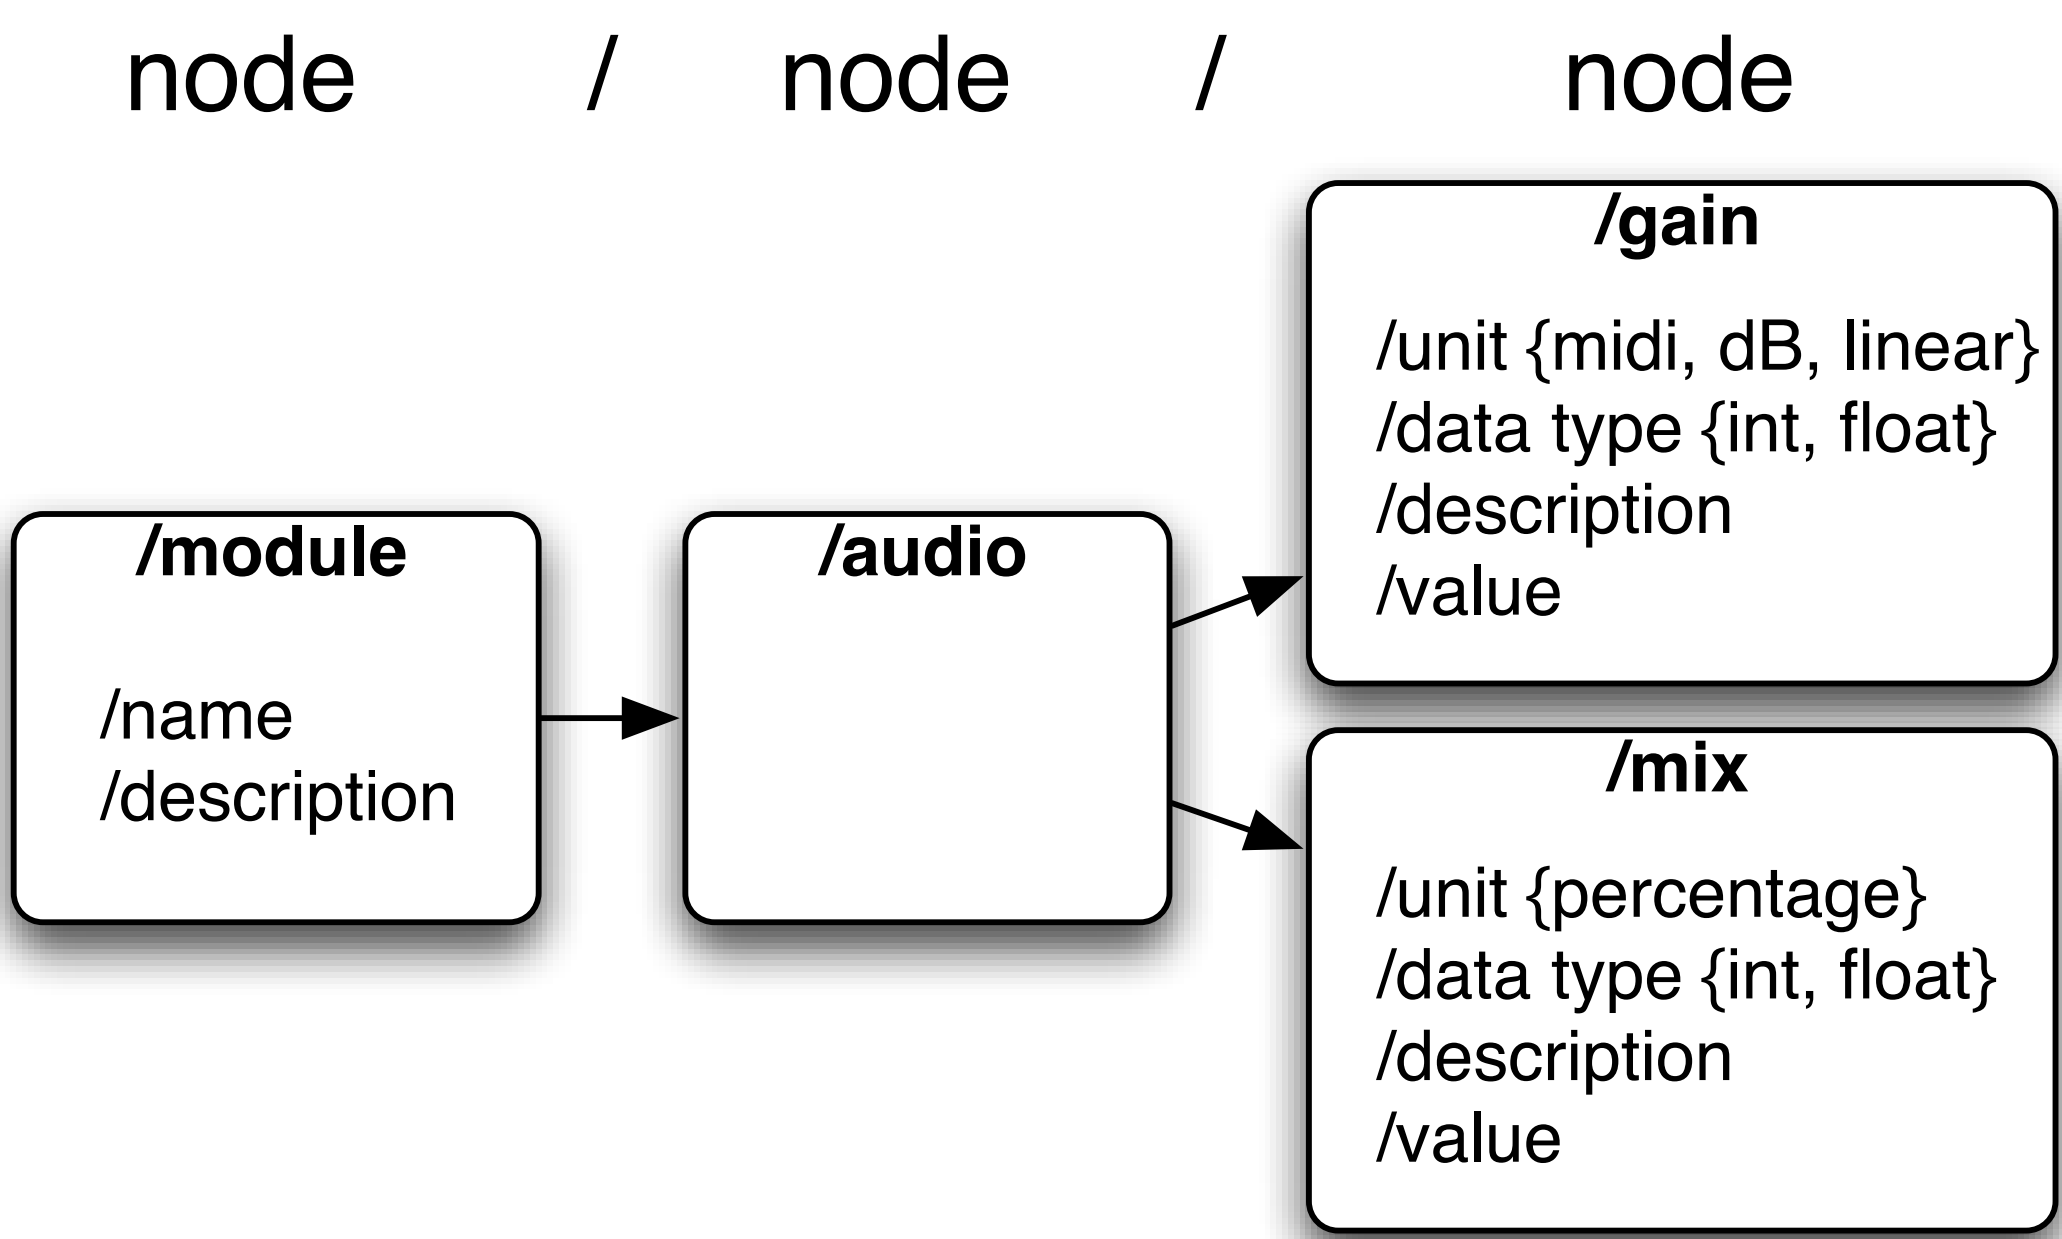 node / node / node
/module
/name
/description
/audio
/gain
/unit {midi, dB, linear}
/data type {int, float}
/description
/value
/mix
/unit {percentage}
/data type {int, float}
/description
/value